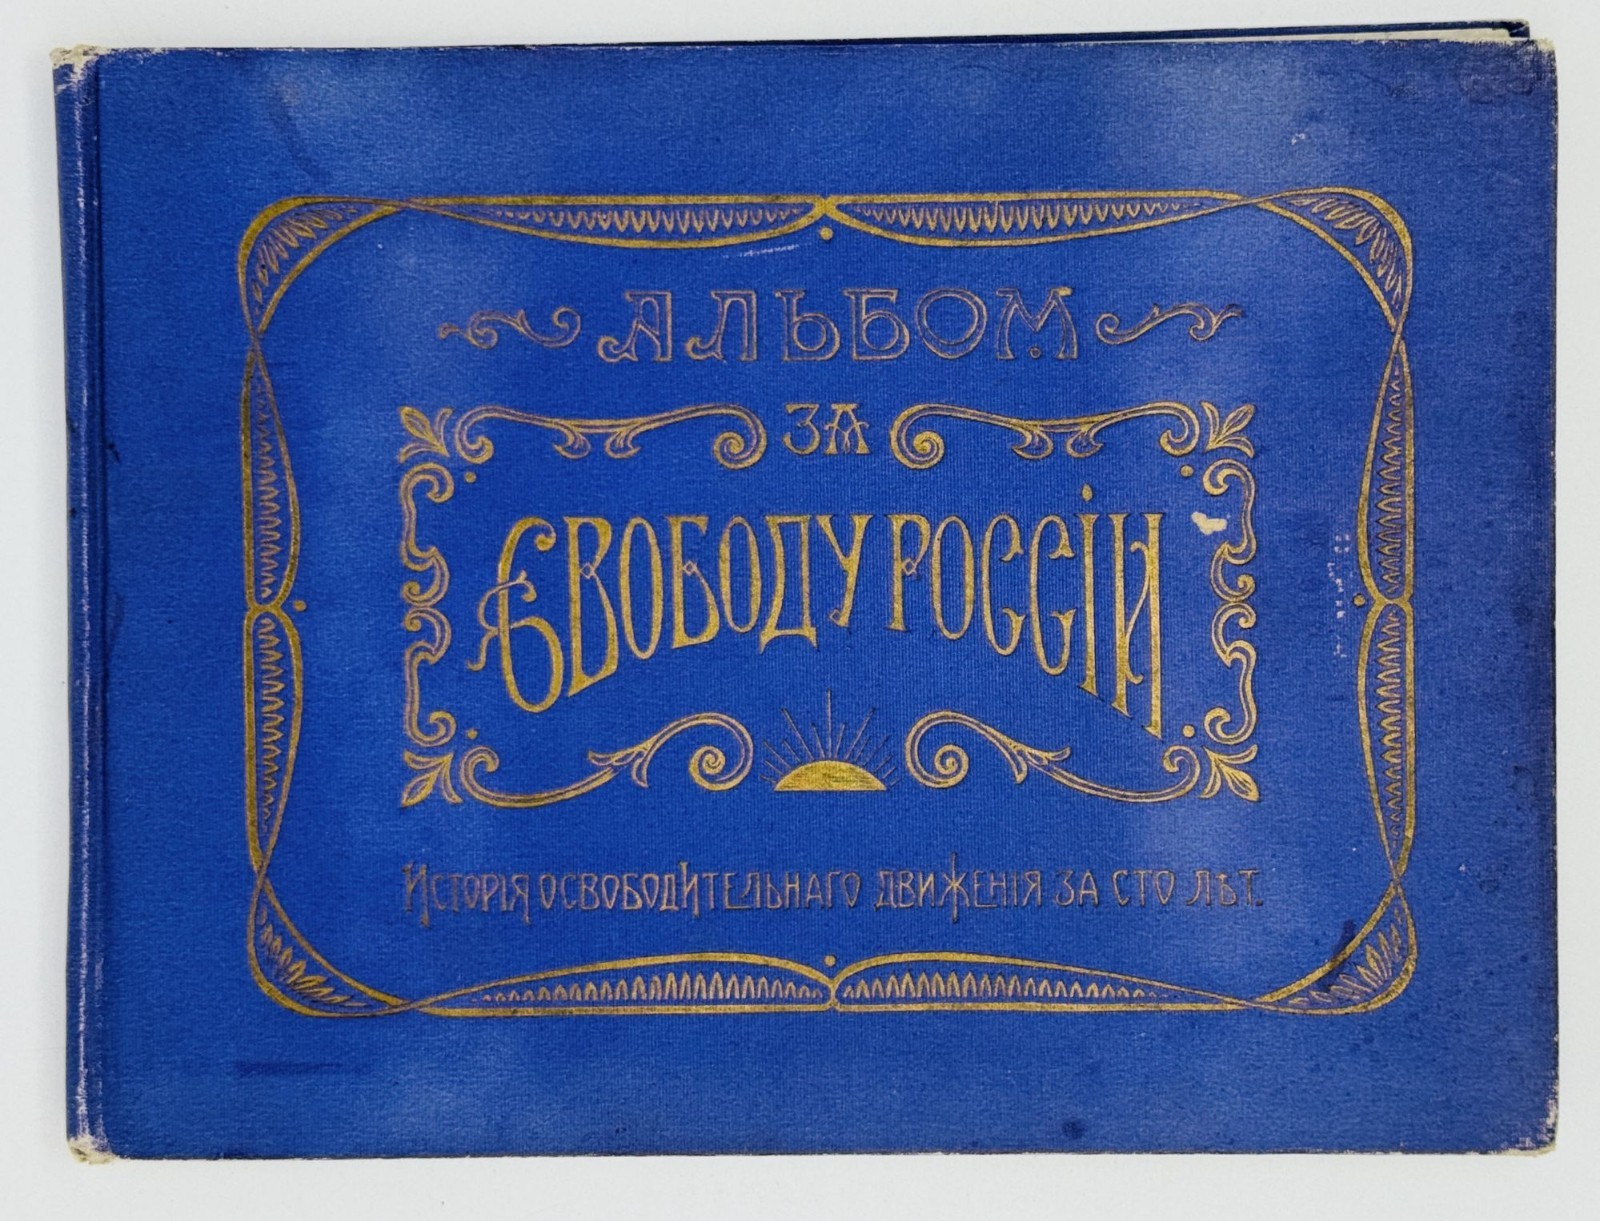 АЛЬБОМ
ЗА
СВОБОДУ РОССІИ
ИСТОРІЯ ОСВОБОДИТЕЛЬНАГО ДВИЖЕНІЯ ЗА СТО ЛѢТ.